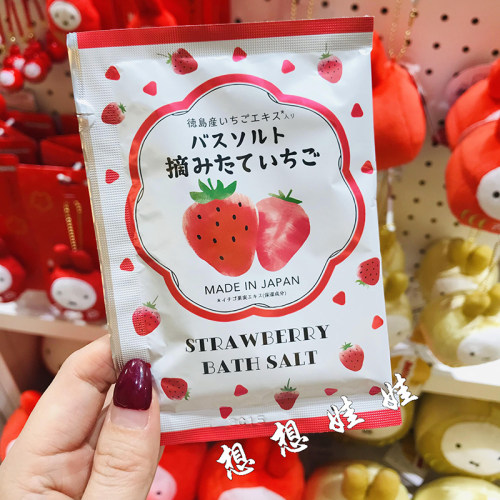 徳島産いちごエキス*入り
バスソルト
摘みたていちご
MADE IN JAPAN
*イチゴ果実エキス(保湿成分)
STRAWBERRY
BATH SALT
想想娃娃